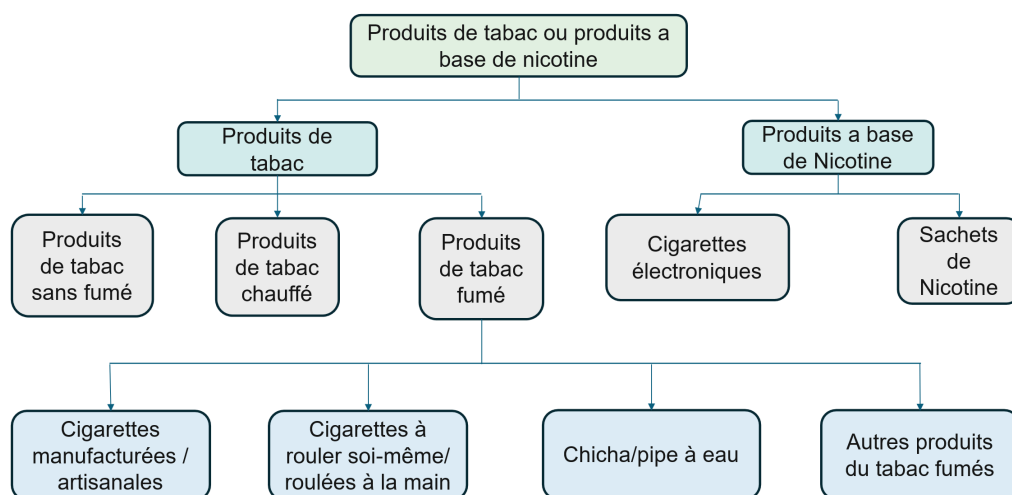 Produits de tabac ou produits a
base de nicotine
Produits de
tabac
Produits a base
de Nicotine
Produits
de tabac
sans fumé
Produits
de tabac
chauffé
Produits
de tabac
fumé
Cigarettes
électroniques
Sachets
de
Nicotine
Cigarettes
manufacturées /
artisanales
Cigarettes à
rouler soi-même/
roulées à la main
Chicha/pipe à eau
Autres produits
du tabac fumés